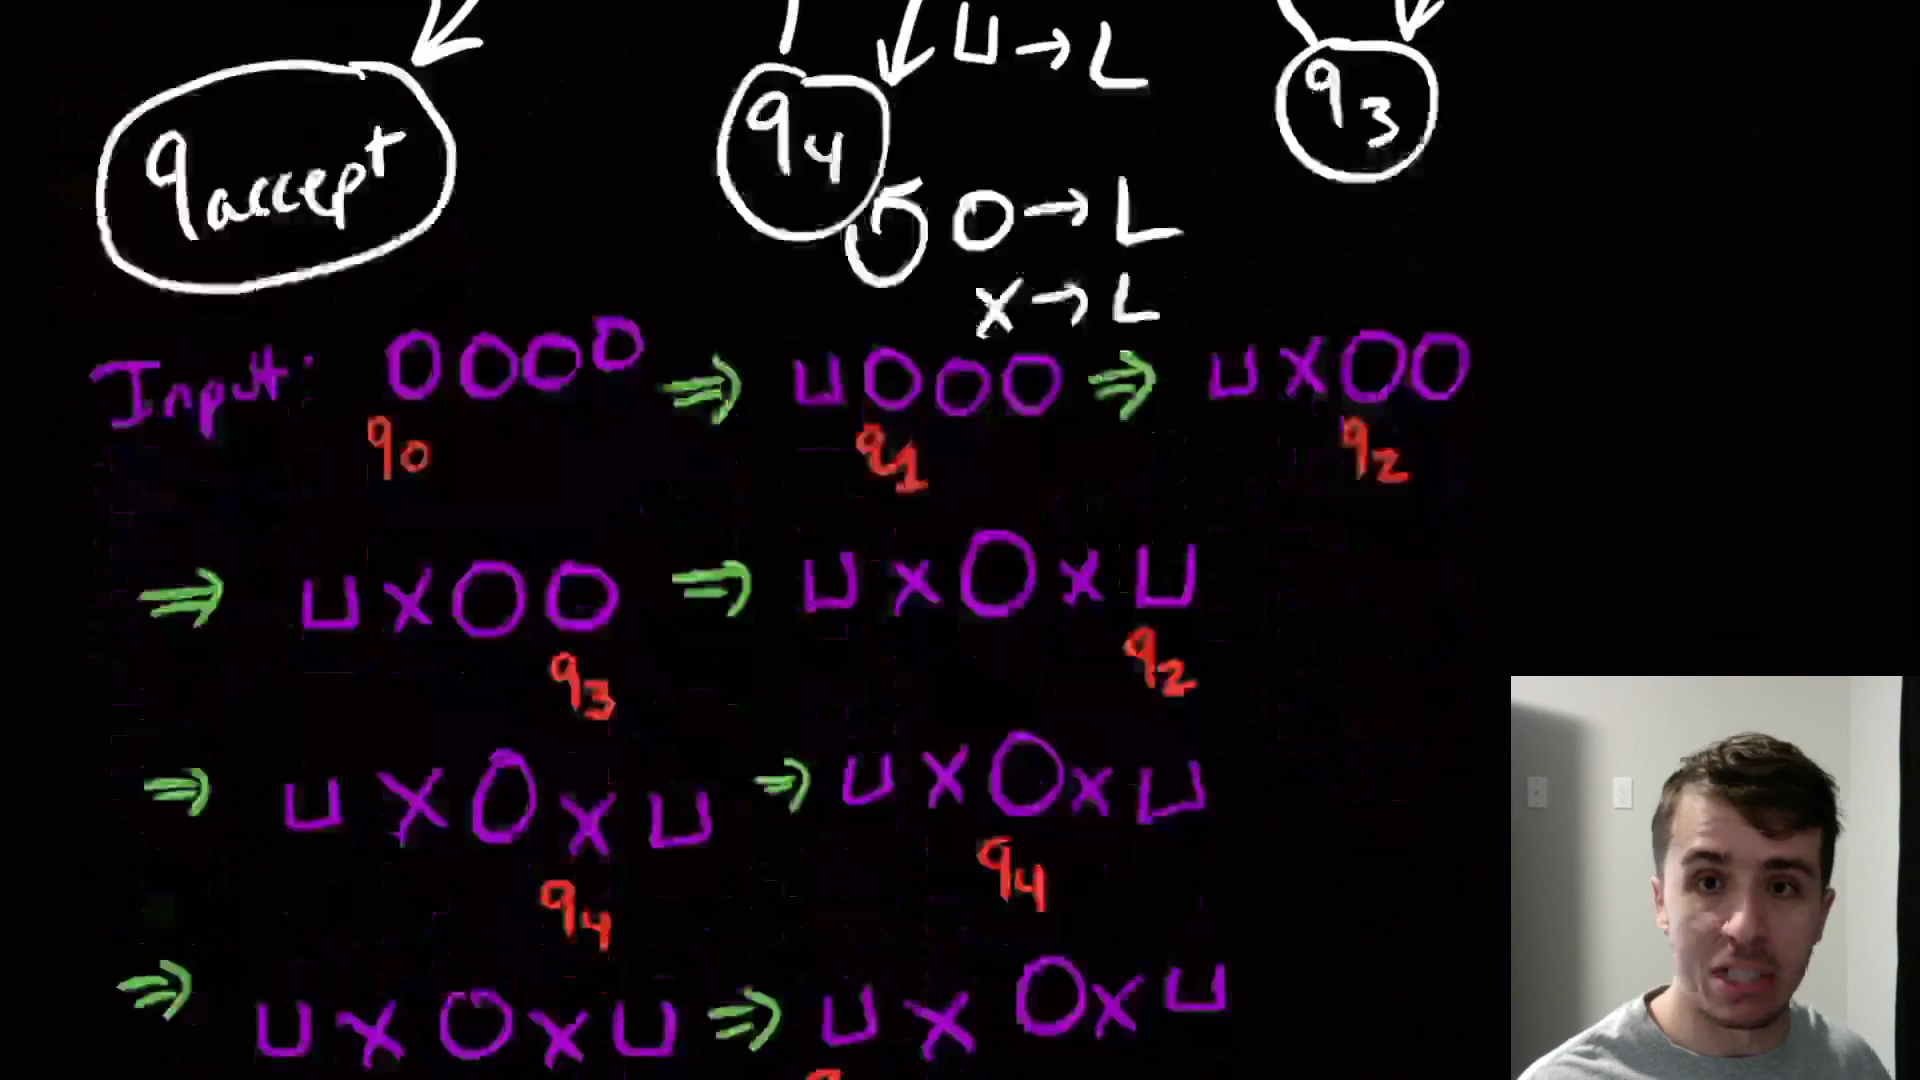 ⊔→L
q3
q4
qaccept
0→L
x→L
Input: 0000 ⇒ ⊔000 ⇒ ⊔x00
q0 q1 q2
⇒ ⊔x00 ⇒ ⊔x0x⊔
q3 q2
⇒ ⊔x0x⊔ ⇒ ⊔x0x⊔
q4 q4
⇒ ⊔x0x⊔ ⇒ ⊔x0x⊔